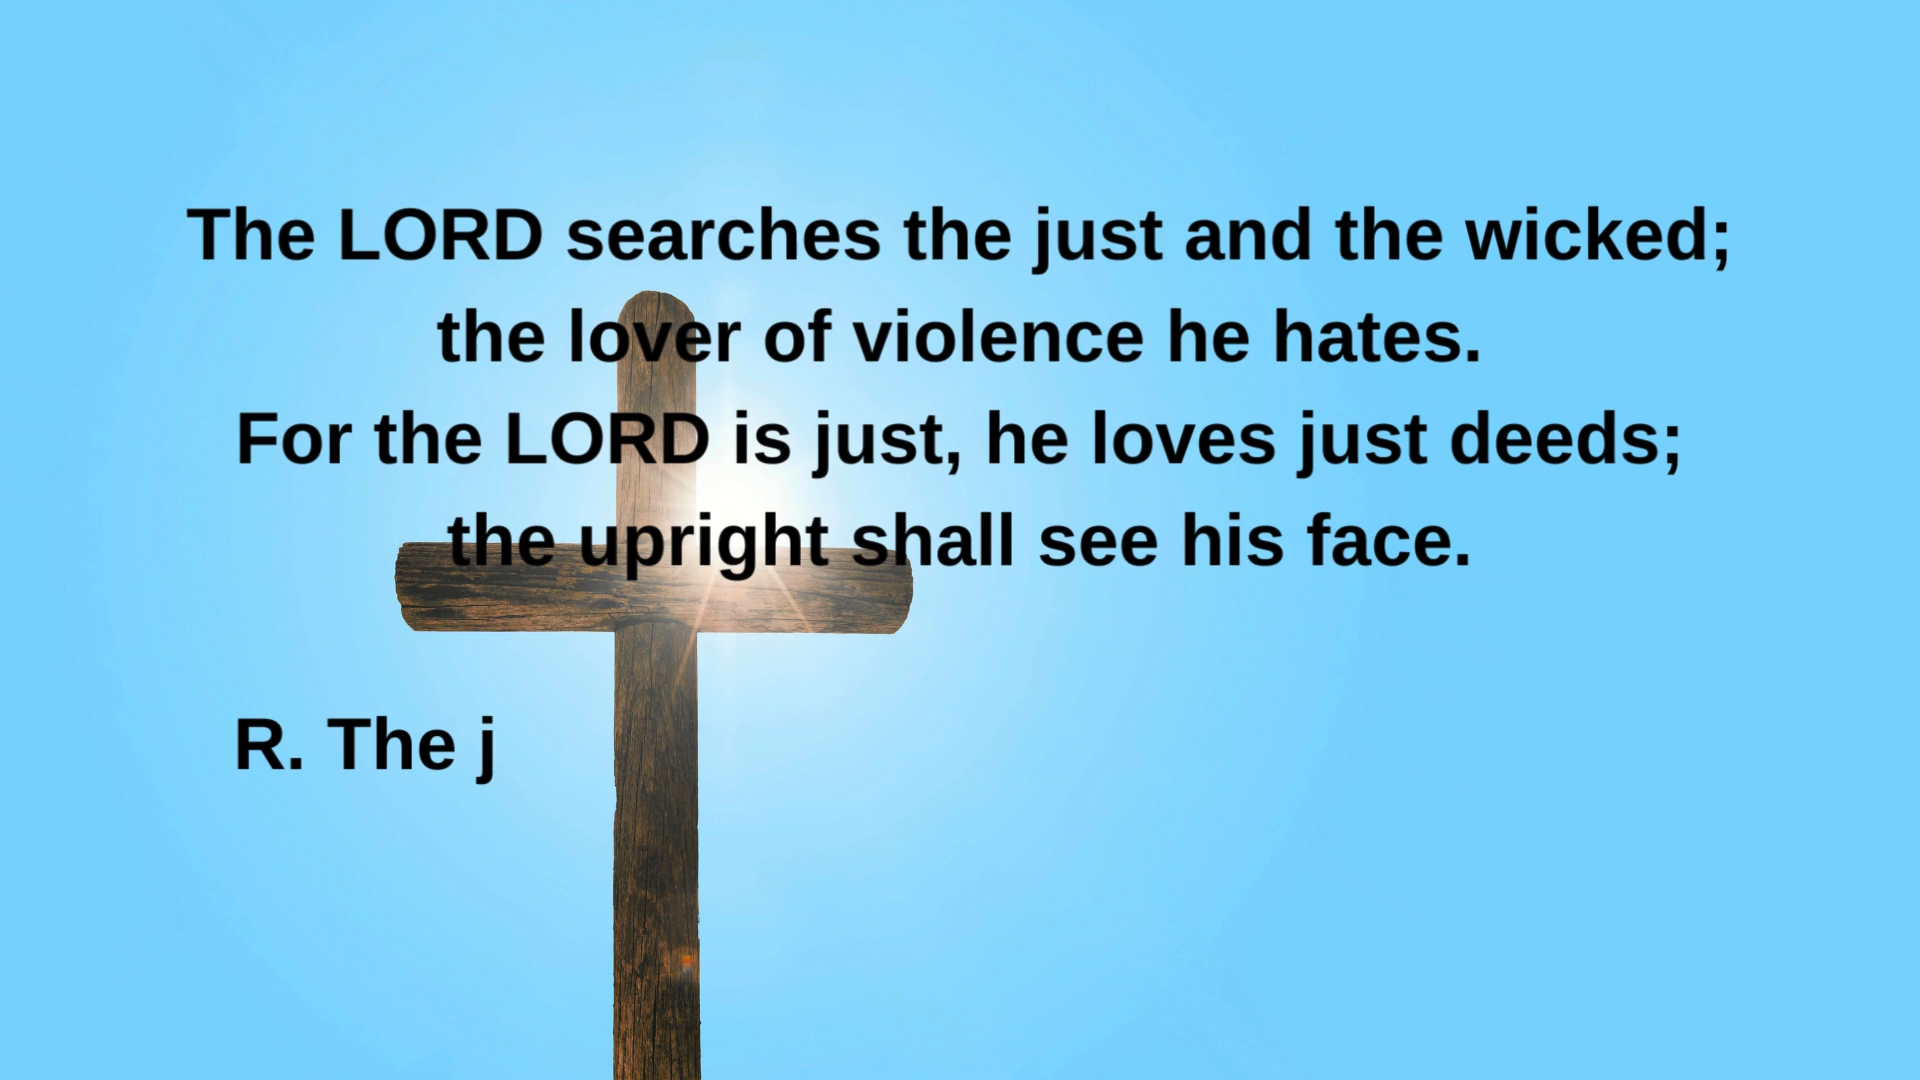 The LORD searches the just and the wicked;
the lover of violence he hates.
For the LORD is just, he loves just deeds;
the upright shall see his face.
R. The j